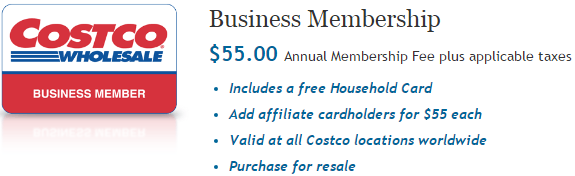 COSTCO
WHOLESALE
BUSINESS MEMBER
Business Membership
$55.00 Annual Membership Fee plus applicable taxes
• Includes a free Household Card
• Add affiliate cardholders for $55 each
• Valid at all Costco locations worldwide
• Purchase for resale